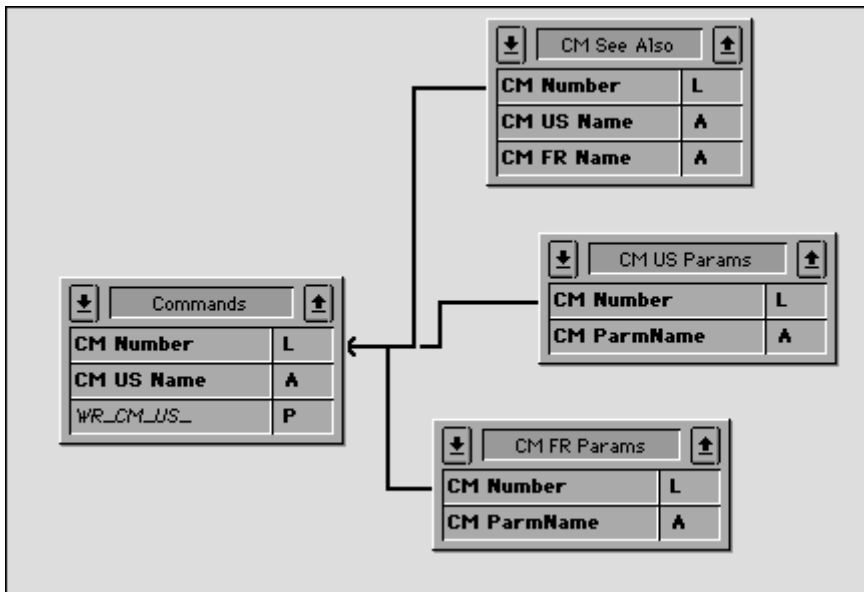 CM See Also
CM Number L
CM US Name A
CM FR Name A
CM US Params
CM Number L
CM ParmName A
Commands
CM Number L
CM US Name A
WR_CM_US_ P
CM FR Params
CM Number L
CM ParmName A